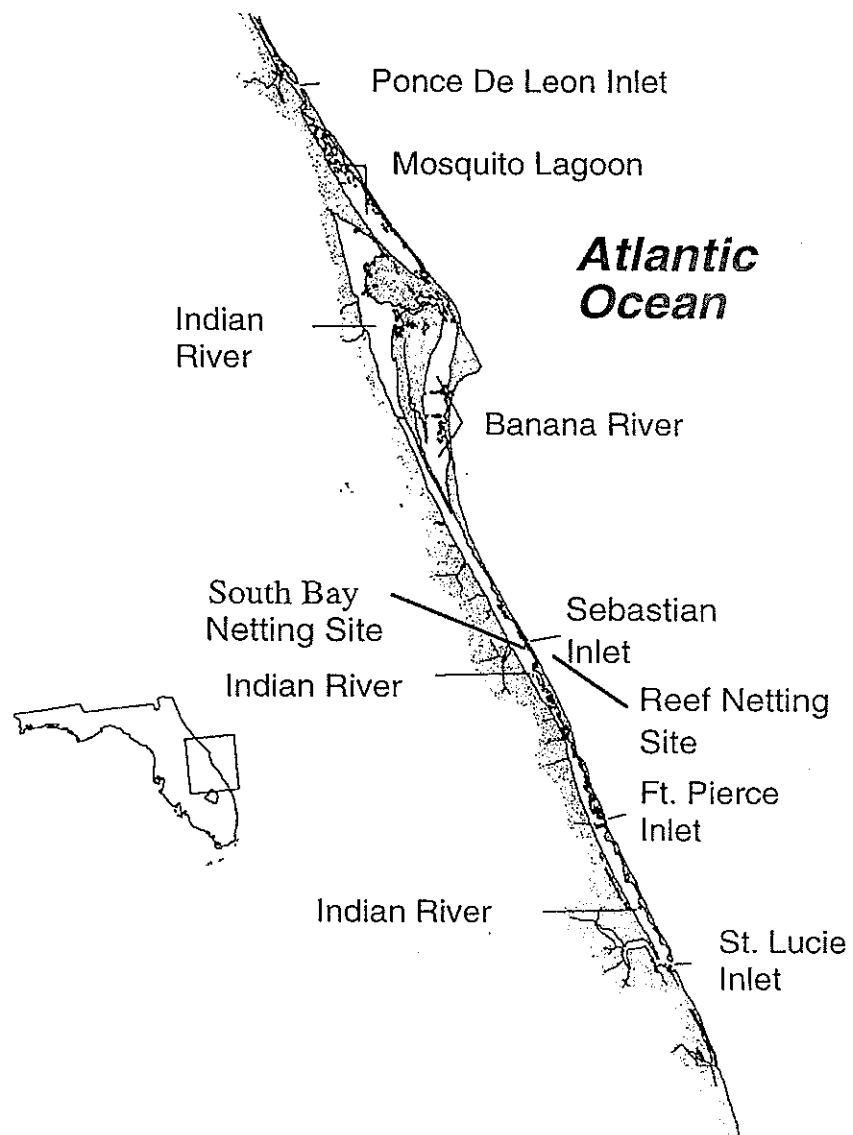 Ponce De Leon Inlet
Mosquito Lagoon
Atlantic
Ocean
Indian
River
Banana River
South Bay
Netting Site
Sebastian
Inlet
Indian River
Reef Netting
Site
Ft. Pierce
Inlet
Indian River
St. Lucie
Inlet